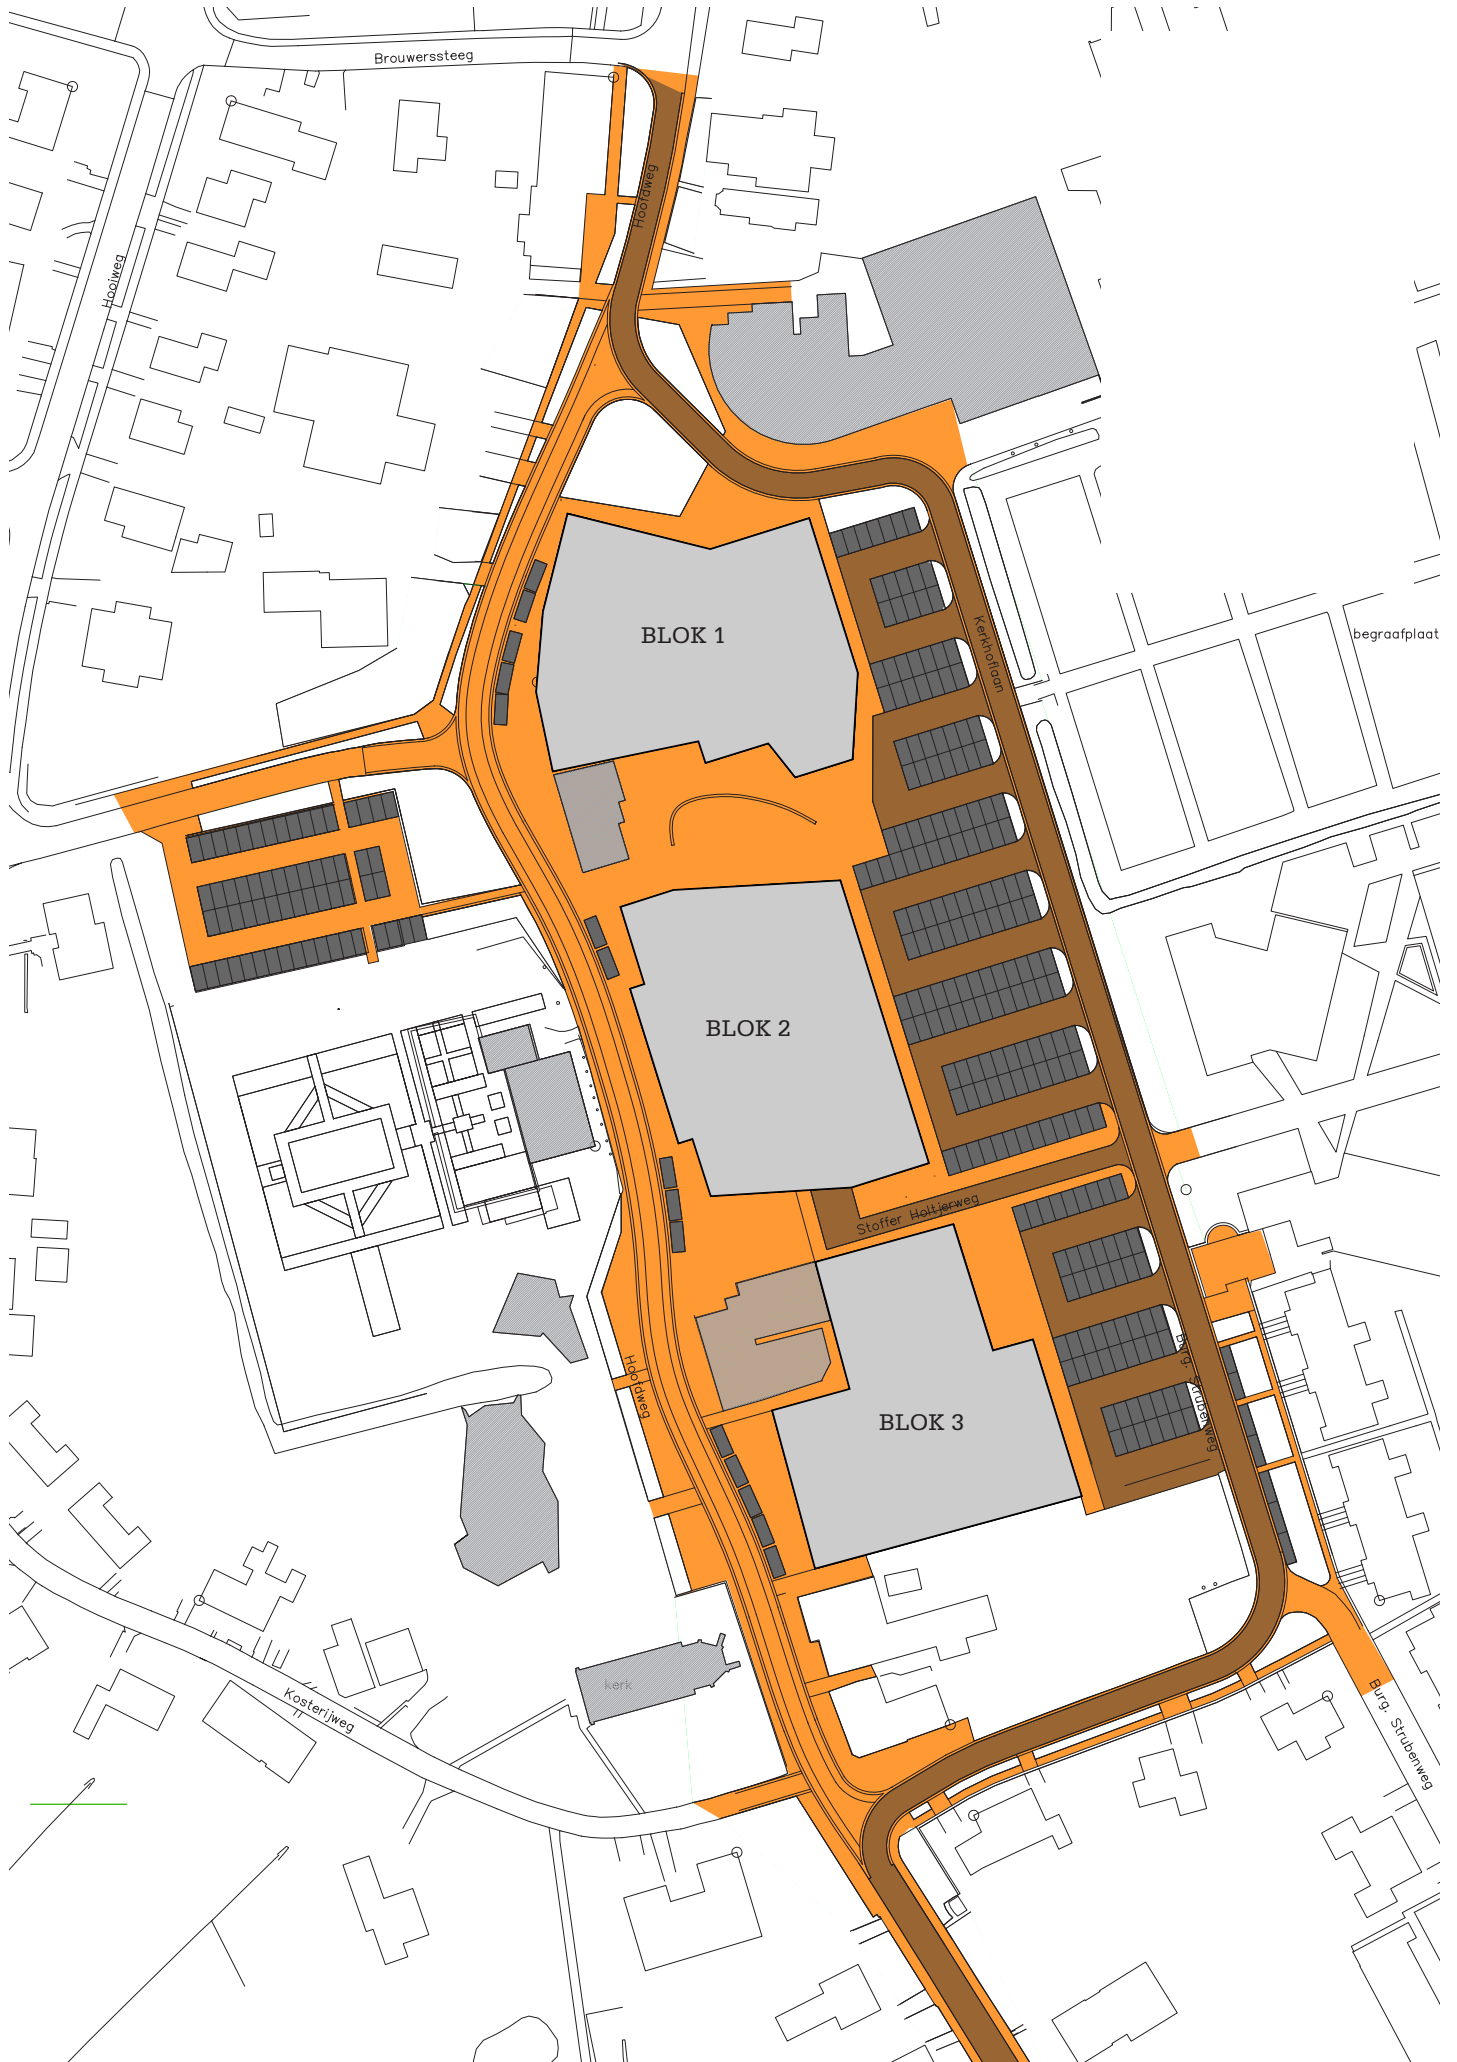 Brouwerssteeg
Hoofdweg
Hooiweg
BLOK 1
Kerkhoflaan
begraafplaat
BLOK 2
Stoffer Holtjerweg
Hoofdweg
Burg. Strubenweg
BLOK 3
kerk
Kosterijweg
Burg. Strubenweg